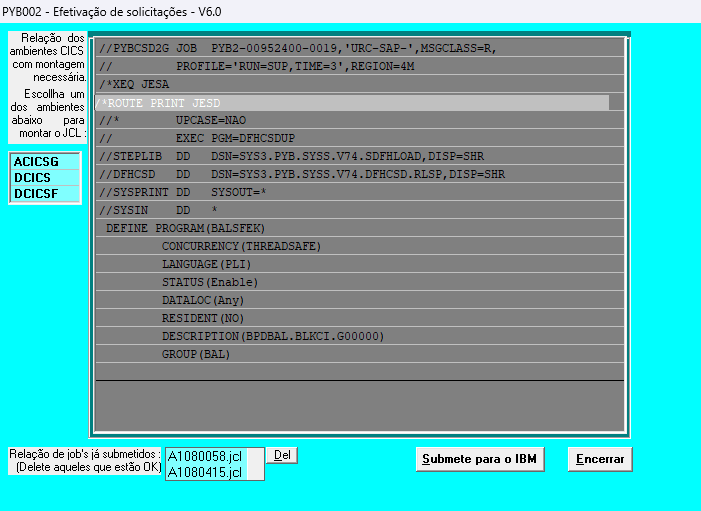 PYB002 - Efetivação de solicitações - V6.0
Relação dos
ambientes CICS
com montagem
necessária.
Escollha um
dos ambientes
abaixo para
montar o JCL :
ACICSG
DCICS
DCICSF
//PYBCSD2G JOB PYB2-00952400-0019,'URC-SAP-',MSGCLASS=R,
// PROFILE='RUN=SUP,TIME=3',REGION=4M
/*XEQ JESA
/*ROUTE PRINT JESD
//* UPCASE=NAO
// EXEC PGM=DFHCSDUP
//STEPLIB DD DSN=SYS3.PYB.SYSS.V74.SDFHLOAD,DISP=SHR
//DFHCSD DD DSN=SYS3.PYB.SYSS.V74.DFHCSD.RLSP,DISP=SHR
//SYSPRINT DD SYSOUT=*
//SYSIN DD *
DEFINE PROGRAM(BALSFEK)
CONCURRENCY(THREADSAFE)
LANGUAGE(PLI)
STATUS(Enable)
DATALOC(Any)
RESIDENT(NO)
DESCRIPTION(BPDBAL.BLKCI.G00000)
GROUP(BAL)
Relação de job's já submetidos :
(Delete aqueles que estão OK)
A1080058.jcl
A1080415.jcl
Del
Submete para o IBM
Encerrar